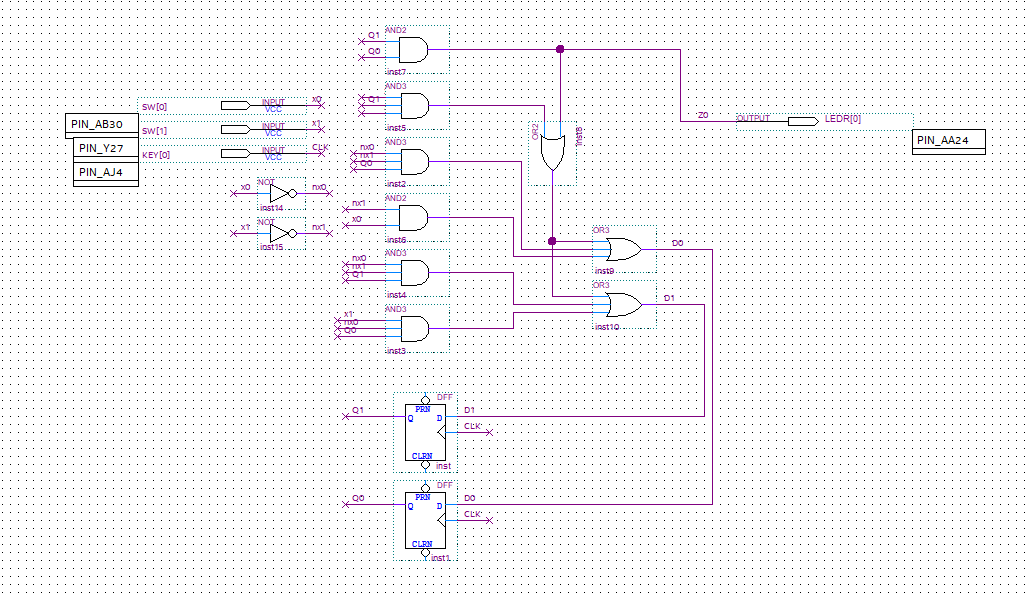 AND2
Q1
Q0
inst7
AND3
Q1
inst5
SW[0] INPUT VCC x0
PIN_AB30
SW[1] INPUT VCC x1
PIN_Y27
KEY[0] INPUT VCC CLK
PIN_AJ4
OR2
inst8
Z0 OUTPUT LEDR[0]
PIN_AA24
AND3
nx0
nx1
Q0
inst2
NOT
x0 nx0
inst14
AND2
nx1
x0
inst6
NOT
x1 nx1
inst15
OR3
D0
inst9
AND3
nx0
nx1
Q1
inst4
OR3
D1
inst10
AND3
x1
nx0
Q0
inst3
DFF
PRN
Q1 Q D D1
CLK
CLRN
inst
DFF
PRN
Q0 Q D D0
CLK
CLRN
inst1